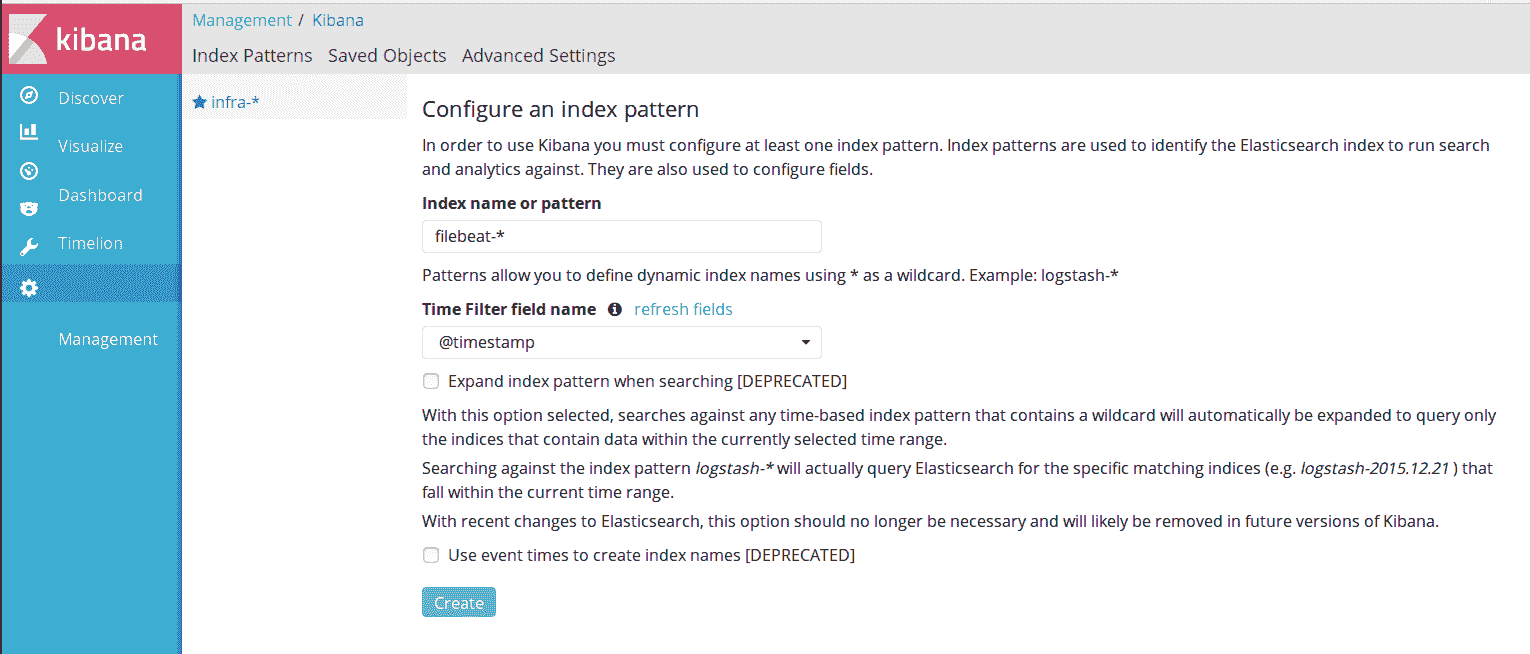 kibana
Management / Kibana
Index Patterns Saved Objects Advanced Settings
Discover
Visualize
Dashboard
Timelion
Management
infra-*
Configure an index pattern
In order to use Kibana you must configure at least one index pattern. Index patterns are used to identify the Elasticsearch index to run search
and analytics against. They are also used to configure fields.
Index name or pattern
filebeat-*
Patterns allow you to define dynamic index names using * as a wildcard. Example: logstash-*
Time Filter field name refresh fields
@timestamp
Expand index pattern when searching [DEPRECATED]
With this option selected, searches against any time-based index pattern that contains a wildcard will automatically be expanded to query only
the indices that contain data within the currently selected time range.
Searching against the index pattern logstash-* will actually query Elasticsearch for the specific matching indices (e.g. logstash-2015.12.21 ) that
fall within the current time range.
With recent changes to Elasticsearch, this option should no longer be necessary and will likely be removed in future versions of Kibana.
Use event times to create index names [DEPRECATED]
Create